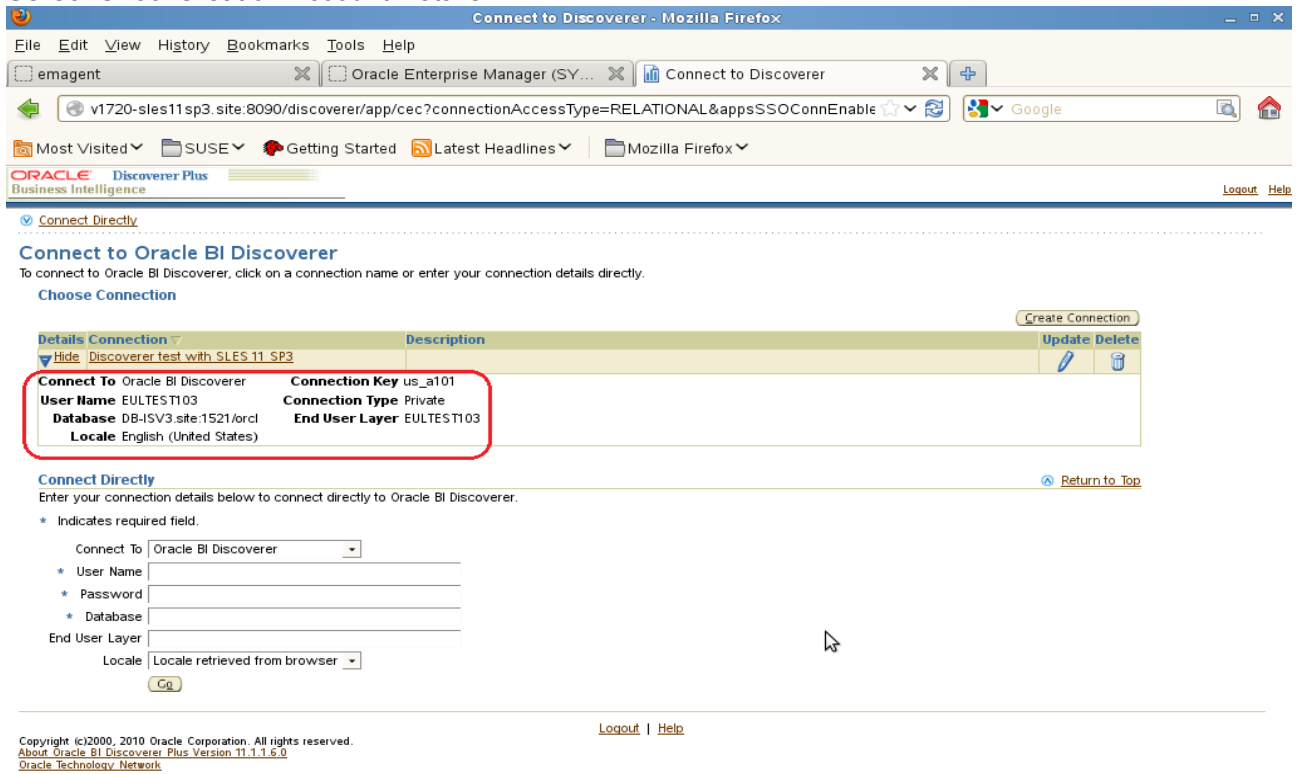 Connect to Discoverer - Mozilla Firefox
File Edit View History Bookmarks Tools Help
emagent Oracle Enterprise Manager (SY... Connect to Discoverer
v1720-sles11sp3.site:8090/discoverer/app/cec?connectionAccessType=RELATIONAL&appsSSOConnEnable Google
Most Visited SUSE Getting Started Latest Headlines Mozilla Firefox
ORACLE Discoverer Plus
Business Intelligence
Logout Help
Connect Directly
Connect to Oracle BI Discoverer
To connect to Oracle BI Discoverer, click on a connection name or enter your connection details directly.
Choose Connection
Create Connection
Details Connection Description Update Delete
Hide Discoverer test with SLES 11 SP3
Connect To Oracle BI Discoverer Connection Key us_a101
User Name EULTEST103 Connection Type Private
Database DB-ISV3.site:1521/orcl End User Layer EULTEST103
Locale English (United States)
Connect Directly Return to Top
Enter your connection details below to connect directly to Oracle BI Discoverer.
* Indicates required field.
Connect To Oracle BI Discoverer
* User Name
* Password
* Database
End User Layer
Locale Locale retrieved from browser
Go
Logout | Help
Copyright (c)2000, 2010 Oracle Corporation. All rights reserved.
About Oracle BI Discoverer Plus Version 11.1.1.6.0
Oracle Technology Network